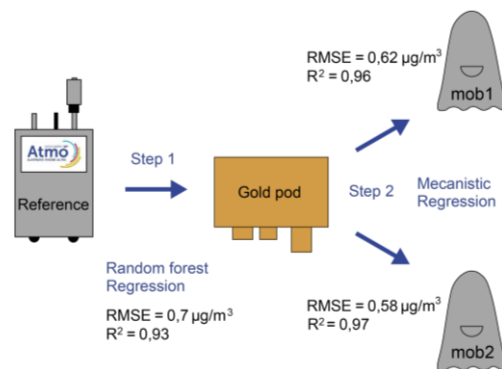 RMSE = 0,62 µg/m³
R² = 0,96
mob1
Atmo
Step 1
Reference
Gold pod
Step 2
Mecanistic
Regression
Random forest
Regression
RMSE = 0,7 µg/m³
R² = 0,93
RMSE = 0,58 µg/m³
R² = 0,97
mob2